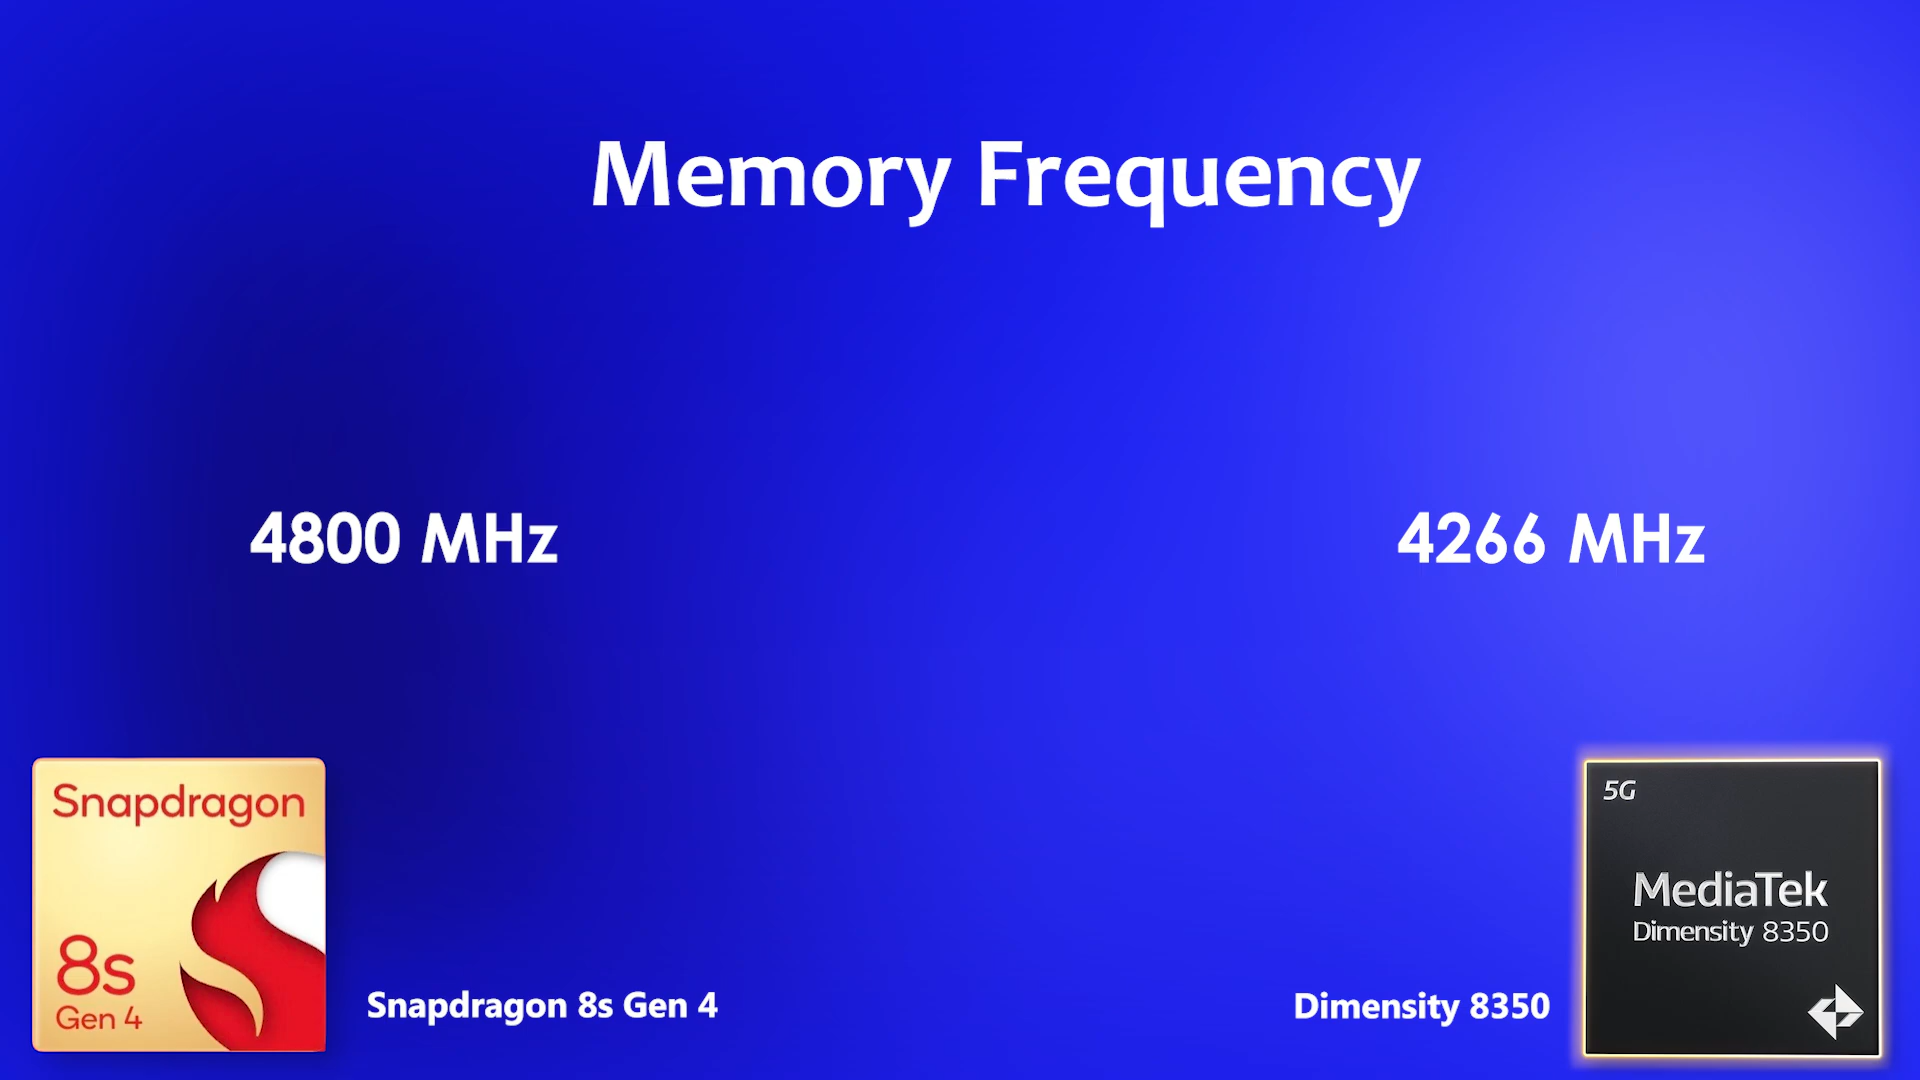 Memory Frequency
4800 MHz
4266 MHz
Snapdragon
8s
Gen 4
Snapdragon 8s Gen 4
Dimensity 8350
5G
MediaTek
Dimensity 8350